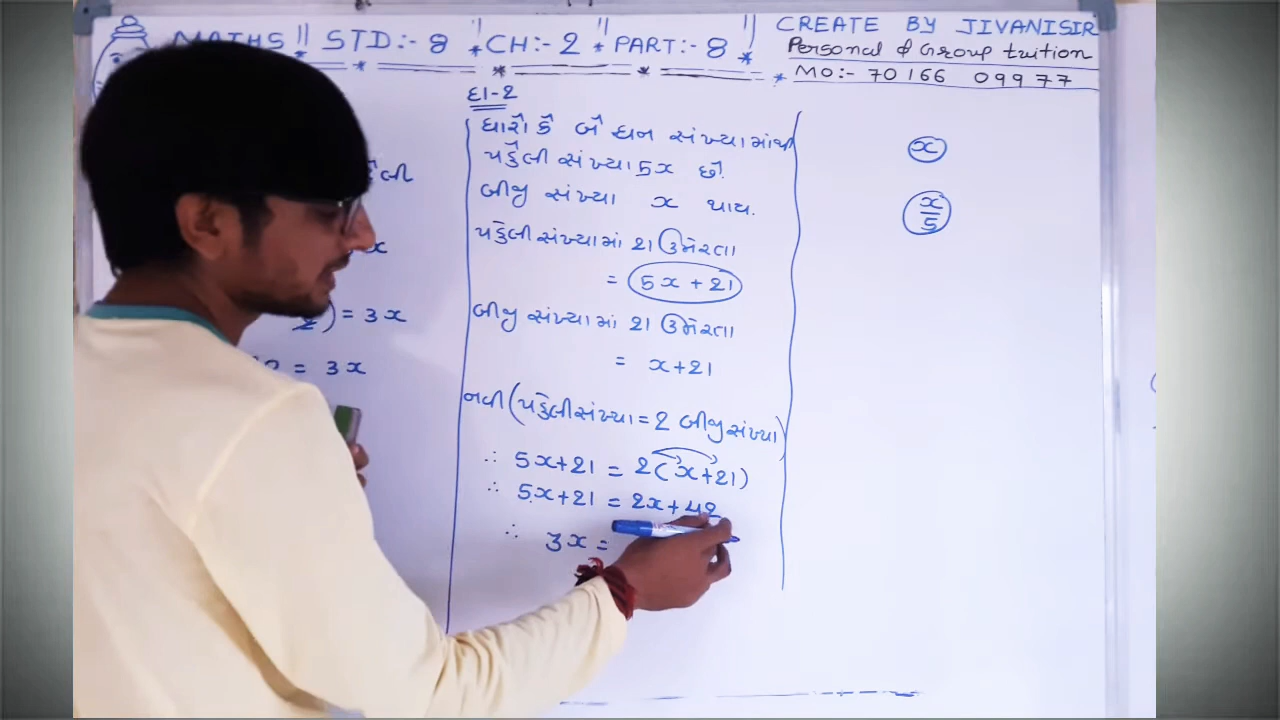 MATHS || STD:- 8 * CH:- 2 * PART:- 8 || *
CREATE BY JIVANISIR
Personal & Group tuition
MO:- 70166 09977
દા-2
ધારો કે બે ધન સંખ્યામાંથી
પહેલી સંખ્યા 5x છે.
બીજી સંખ્યા x થાય.
પહેલી સંખ્યામાં 21 ઉમેરતા
= 5x + 21
બીજી સંખ્યામાં 21 ઉમેરતા
= x+21
નવી (પહેલી સંખ્યા = 2 બીજી સંખ્યા)
∴ 5x+21 = 2(x+21)
∴ 5x+21 = 2x+42
∴ 3x =
x
x/5
) = 3x
= 3x